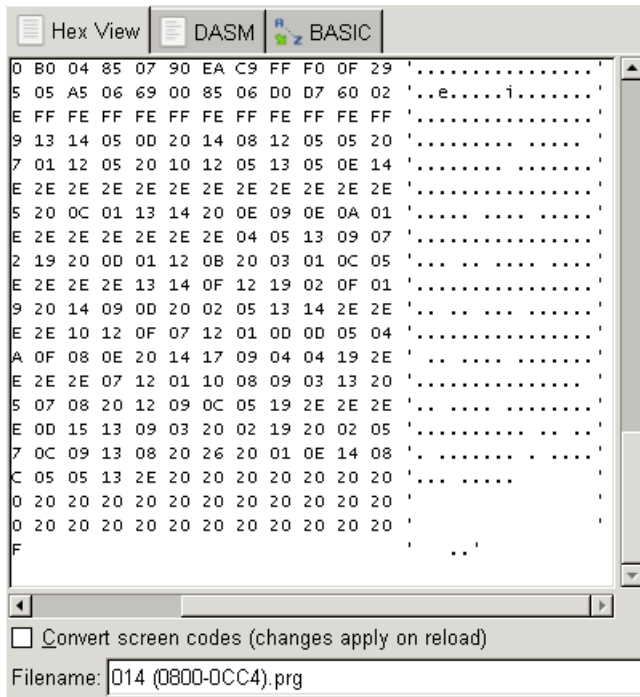 Hex View DASM BASIC
0 B0 04 85 07 90 EA C9 FF F0 0F 29 '................'
5 05 A5 06 69 00 85 06 D0 D7 60 02 '..e.....i.......'
E FF FE FF FE FF FE FF FE FF FE FF '................'
9 13 14 05 0D 20 14 08 12 05 05 20 '......... ..... '
7 01 12 05 20 10 12 05 13 05 0E 14 '........ .......'
E 2E 2E 2E 2E 2E 2E 2E 2E 2E 2E 2E '................'
5 20 0C 01 13 14 20 0E 09 0E 0A 01 '..... .... .....'
E 2E 2E 2E 2E 2E 2E 04 05 13 09 07 '................'
2 19 20 0D 01 12 0B 20 03 01 0C 05 '... .. .... ....'
E 2E 2E 2E 13 14 0F 12 19 02 0F 01 '................'
9 20 14 09 0D 20 02 05 13 14 2E 2E '.. .. ... ......'
E 2E 10 12 0F 07 12 01 0D 0D 05 04 '................'
A 0F 08 0E 20 14 17 09 04 04 19 2E ' .. .... .......'
E 2E 2E 07 12 01 10 08 09 03 13 20 '............... '
5 07 08 20 12 09 0C 05 19 2E 2E 2E '.. .... ........'
E 0D 15 13 09 03 20 02 19 20 02 05 '.......... .. ..'
7 0C 09 13 08 20 26 20 01 0E 14 08 '........ . ....'
C 05 05 13 2E 20 20 20 20 20 20 20 '... ..... '
0 20 20 20 20 20 20 20 20 20 20 20 ' '
0 20 20 20 20 20 20 20 20 20 20 20 ' '
F ' ..'
Convert screen codes (changes apply on reload)
Filename: 014 (0800-0CC4).prg